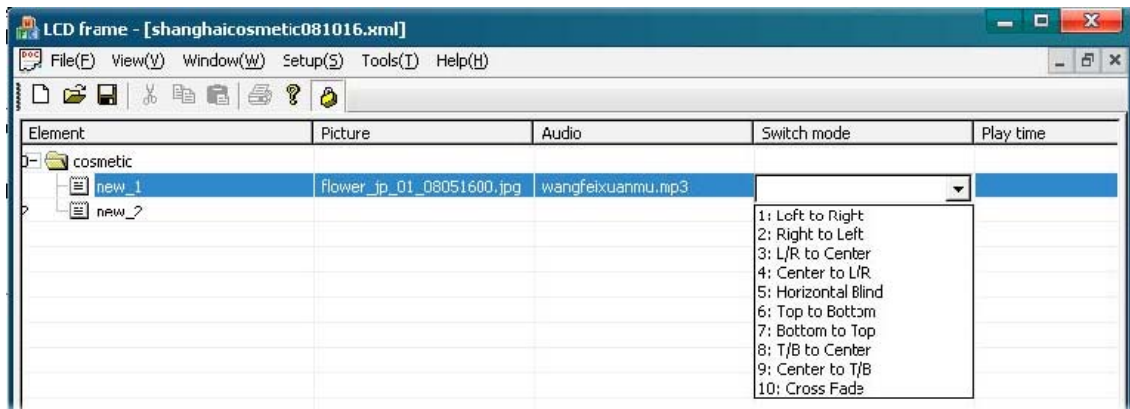 LCD frame - [shanghaicosmetic081016.xml]
File(F) View(V) Window(W) Setup(S) Tools(T) Help(H)
Element Picture Audio Switch mode Play time
cosmetic
new_1 flower_jp_01_08051600.jpg wangfeixuanmu.mp3
new_2
1: Left to Right
2: Right to Left
3: L/R to Center
4: Center to L/R
5: Horizontal Blind
6: Top to Bottom
7: Bottom to Top
8: T/B to Center
9: Center to T/B
10: Cross Fade